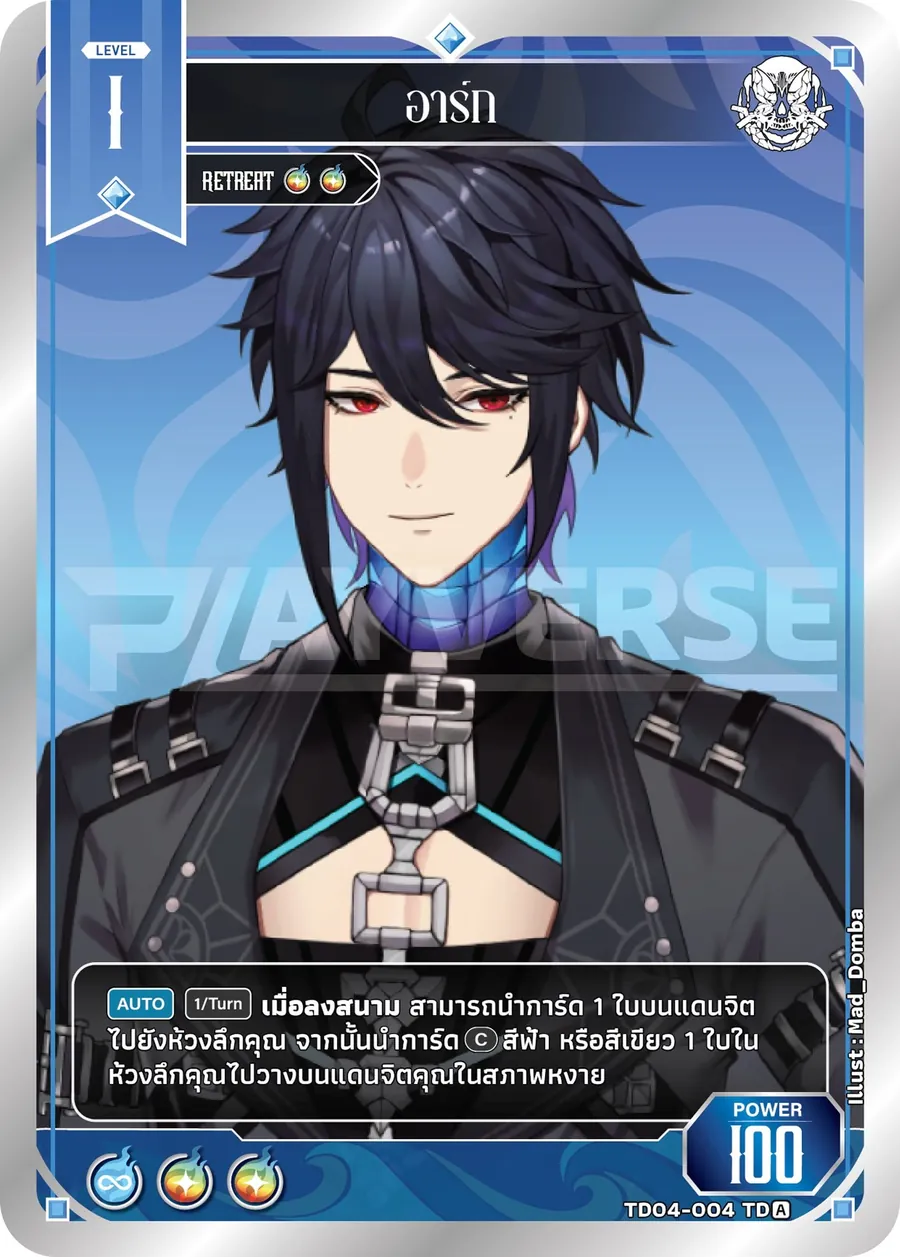 LEVEL
I
อาร์ก
RETREAT
PLANVERSE
AUTO 1/Turn เมื่อลงสนาม สามารถนำการ์ด 1 ใบบนแดนจิต
ไปยังห้วงลึกคุณ จากนั้นนำการ์ด C สีฟ้า หรือสีเขียว 1 ใบใน
ห้วงลึกคุณไปวางบนแดนจิตคุณในสภาพหงาย
Illust : Mad_Domba
POWER
100
TD04-004 TD A